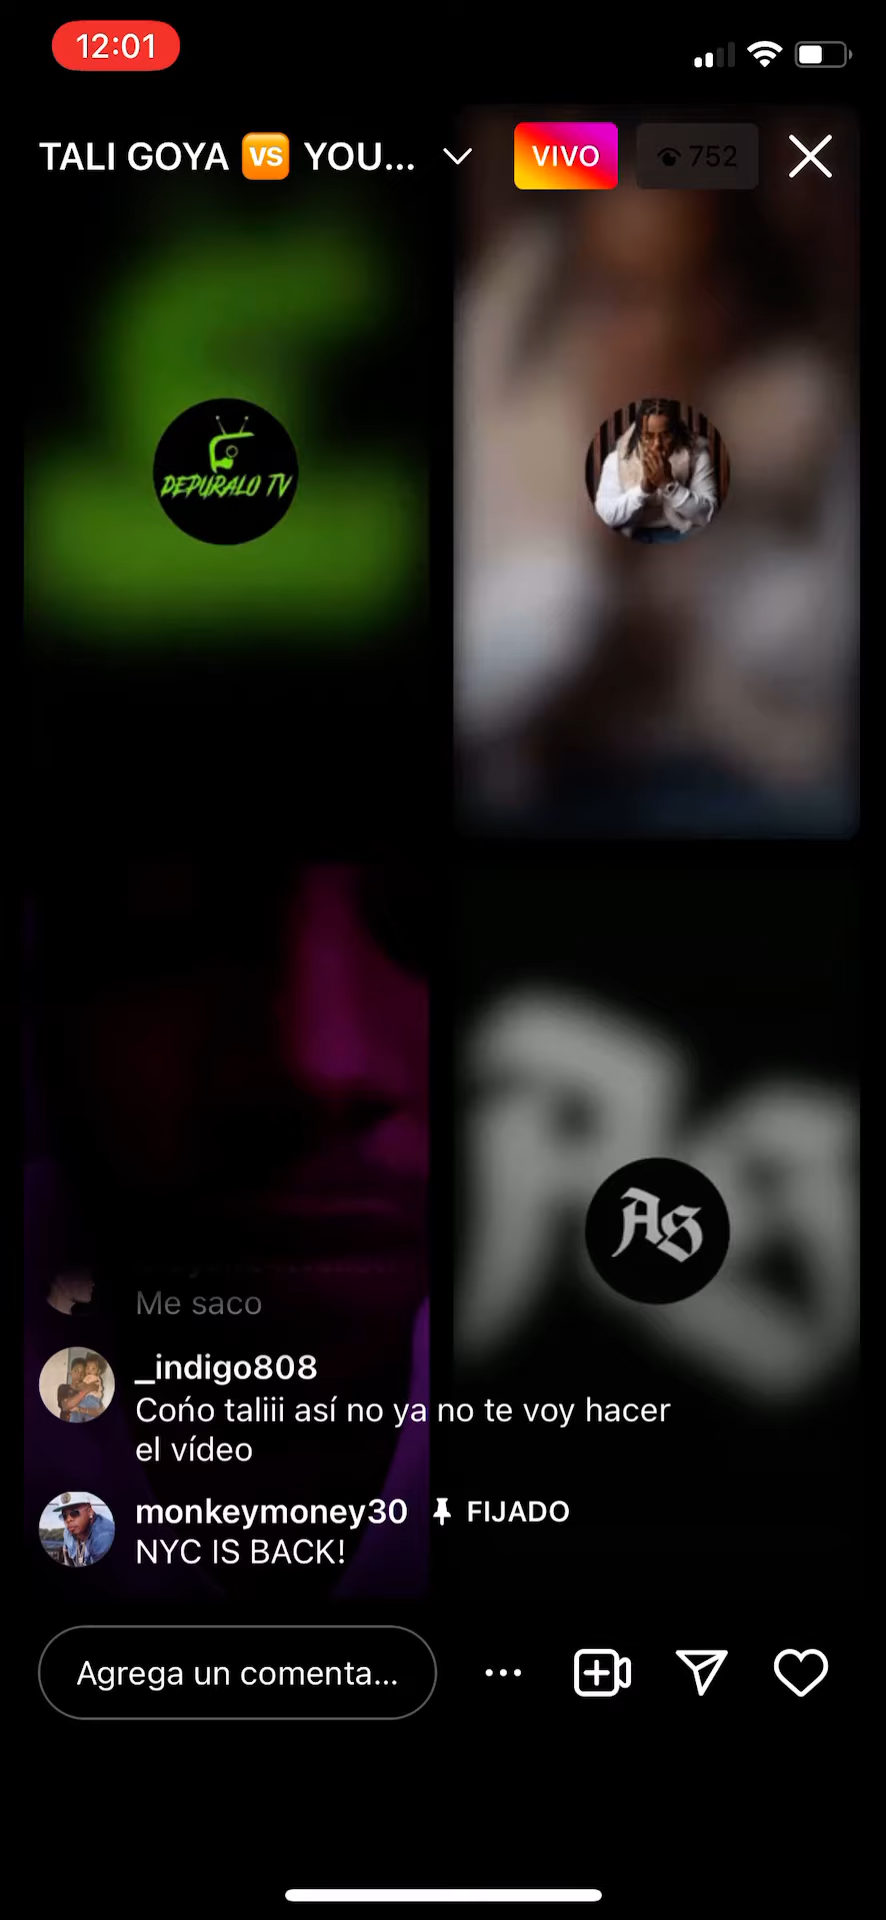 12:01
TALI GOYA VS YOU...
VIVO
752
DEPURALO TV
As
Me saco
_indigo808
Cońo taliii así no ya no te voy hacer
el vídeo
monkeymoney30 FIJADO
NYC IS BACK!
Agrega un comenta...